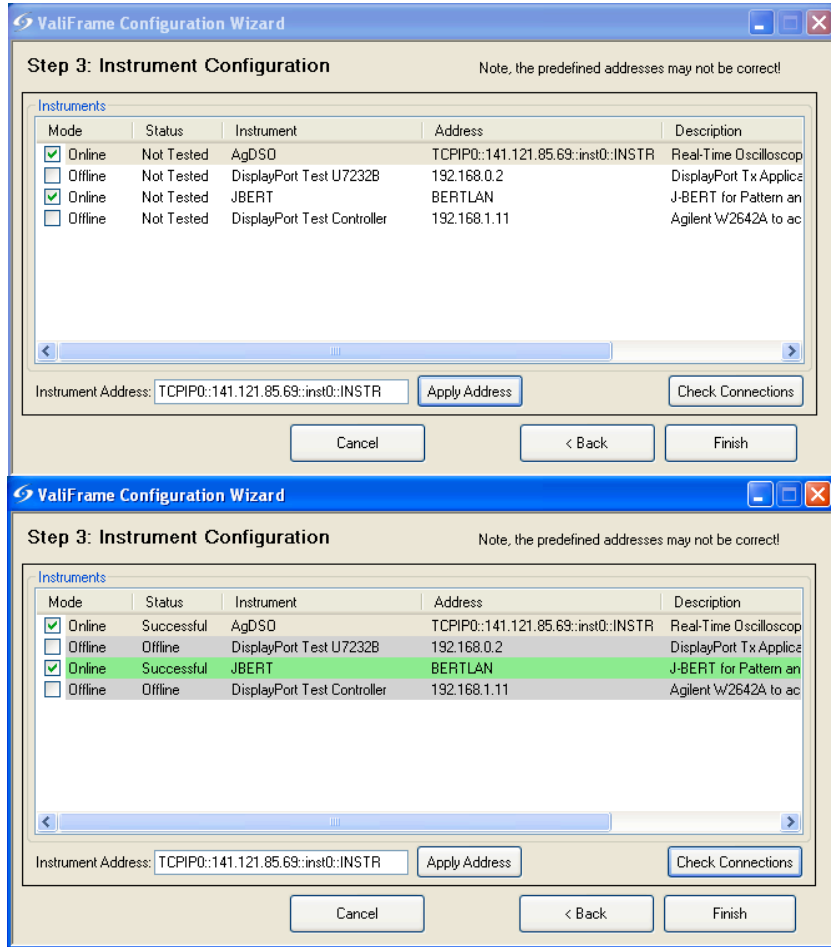 ValiFrame Configuration Wizard
Step 3: Instrument Configuration Note, the predefined addresses may not be correct!
Instruments
Mode Status Instrument Address Description
Online Not Tested AgDSO TCPIP0::141.121.85.69::inst0::INSTR Real-Time Oscilloscop
Offline Not Tested DisplayPort Test U7232B 192.168.0.2 DisplayPort Tx Applica
Online Not Tested JBERT BERTLAN J-BERT for Pattern an
Offline Not Tested DisplayPort Test Controller 192.168.1.11 Agilent W2642A to ac
Instrument Address: TCPIP0::141.121.85.69::inst0::INSTR Apply Address Check Connections
Cancel < Back Finish
ValiFrame Configuration Wizard
Step 3: Instrument Configuration Note, the predefined addresses may not be correct!
Instruments
Mode Status Instrument Address Description
Online Successful AgDSO TCPIP0::141.121.85.69::inst0::INSTR Real-Time Oscilloscop
Offline Offline DisplayPort Test U7232B 192.168.0.2 DisplayPort Tx Applica
Online Successful JBERT BERTLAN J-BERT for Pattern an
Offline Offline DisplayPort Test Controller 192.168.1.11 Agilent W2642A to ac
Instrument Address: TCPIP0::141.121.85.69::inst0::INSTR Apply Address Check Connections
Cancel < Back Finish